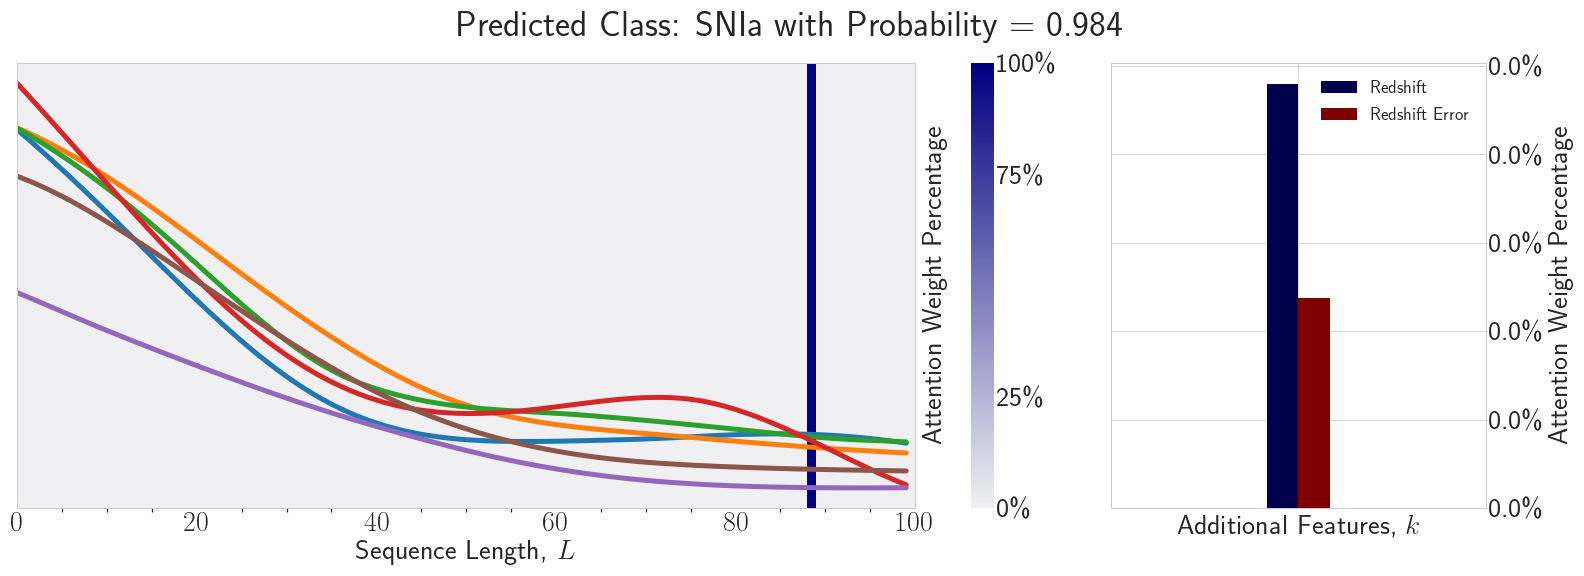 Predicted Class: SNIa with Probability = 0.984
0 20 40 60 80 100
Sequence Length, L
100%
75%
25%
0%
Attention Weight Percentage
Redshift
Redshift Error
0.0%
0.0%
0.0%
0.0%
0.0%
0.0%
Attention Weight Percentage
Additional Features, k